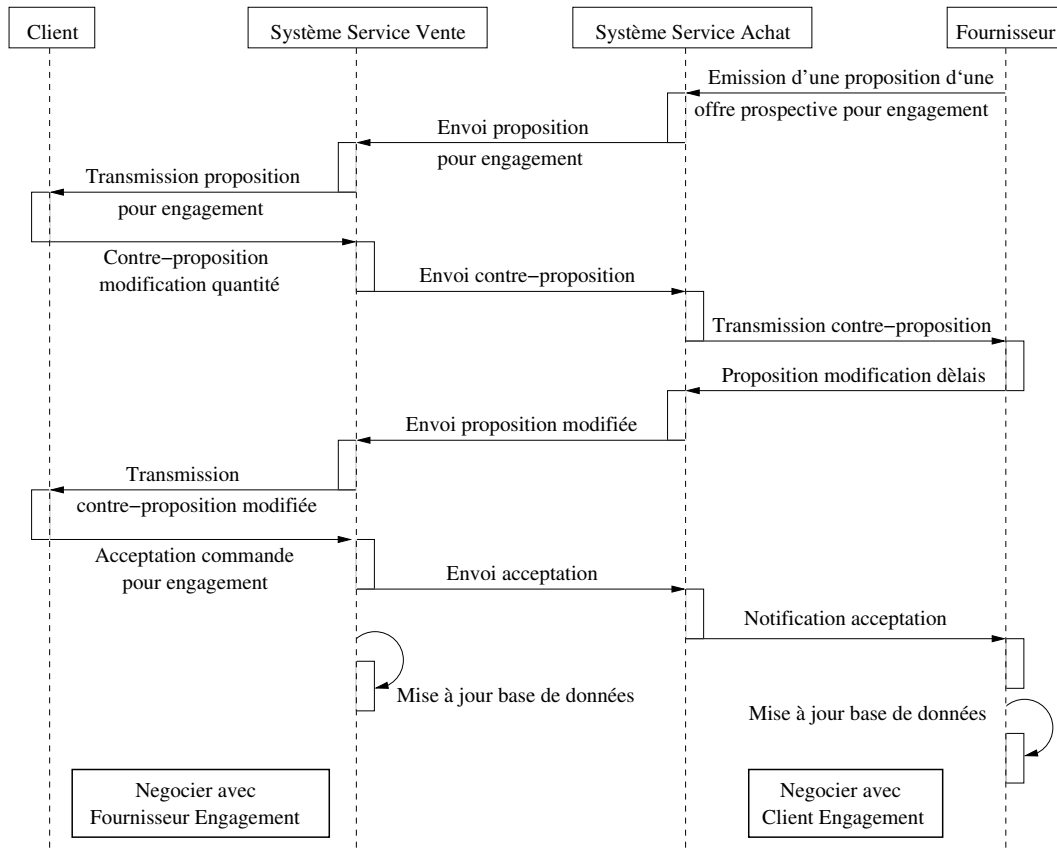 Client
Système Service Vente
Système Service Achat
Fournisseur
Emission d'une proposition d‘une
offre prospective pour engagement
Envoi proposition
pour engagement
Transmission proposition
pour engagement
Contre−proposition
modification quantité
Envoi contre−proposition
Transmission contre−proposition
Proposition modification dèlais
Envoi proposition modifiée
Transmission
contre−proposition modifiée
Acceptation commande
pour engagement
Envoi acceptation
Notification acceptation
Mise à jour base de données
Mise à jour base de données
Negocier avec
Fournisseur Engagement
Negocier avec
Client Engagement